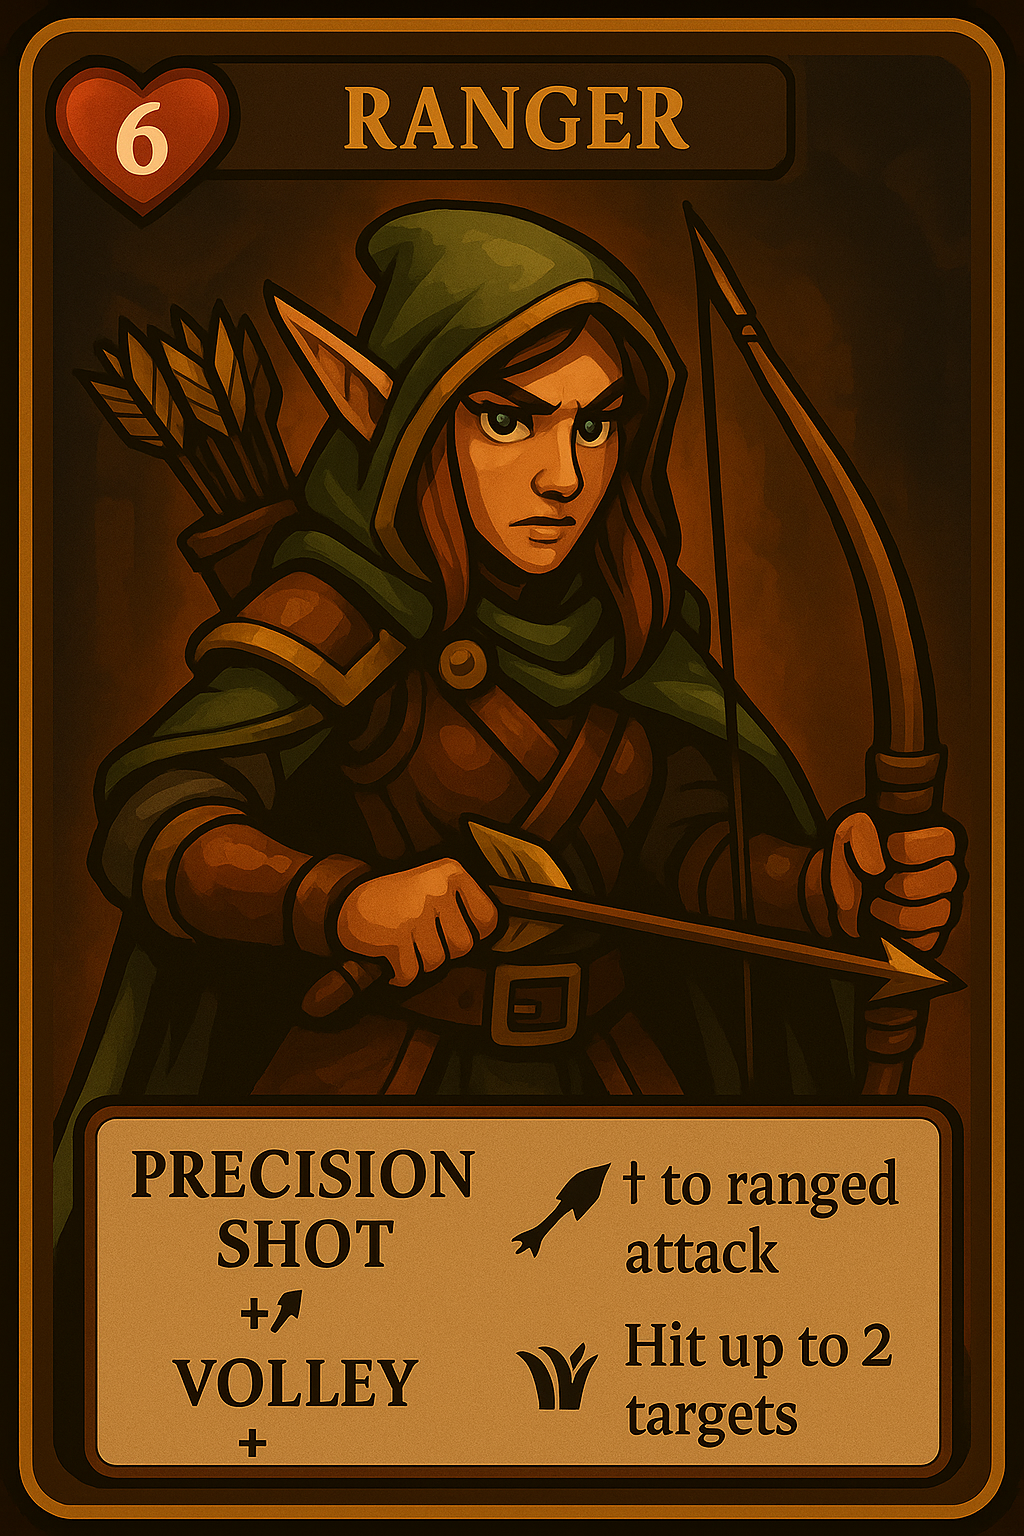 6
RANGER
PRECISION
SHOT
+
VOLLEY
+
† to ranged
attack
Hit up to 2
targets